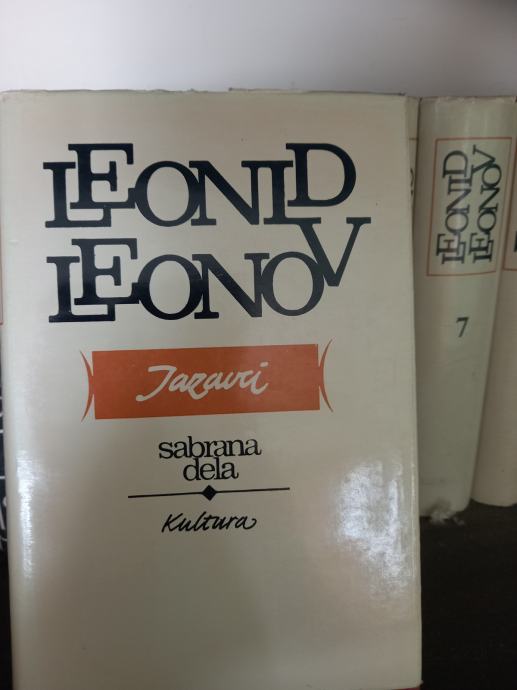 LEONID
LEONOV
Jazavci
sabrana
dela
Kultura
LEONID
LEONOV
7